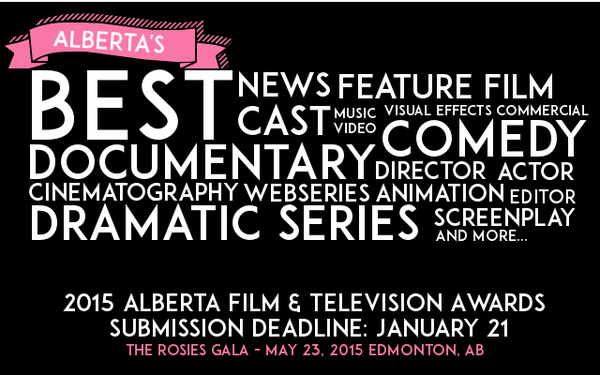 ALBERTA'S
BEST
NEWS FEATURE FILM
CAST
MUSIC
VIDEO
VISUAL EFFECTS COMMERCIAL
COMEDY
DOCUMENTARY
DIRECTOR ACTOR
CINEMATOGRAPHY WEBSERIES ANIMATION EDITOR
DRAMATIC SERIES
SCREENPLAY
AND MORE...
2015 ALBERTA FILM & TELEVISION AWARDS
SUBMISSION DEADLINE: JANUARY 21
THE ROSIES GALA - MAY 23, 2015 EDMONTON, AB